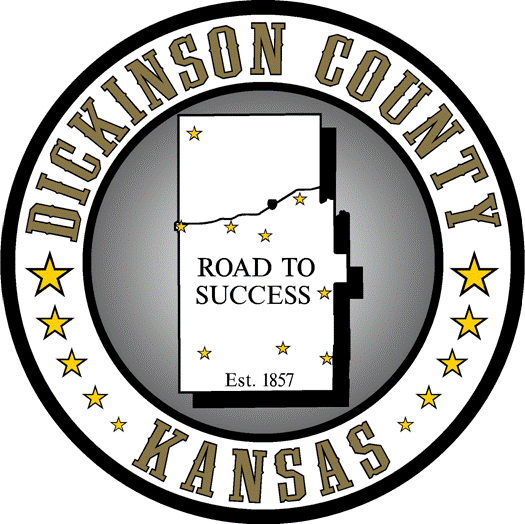 DICKINSON COUNTY
ROAD TO
SUCCESS
Est. 1857
KANSAS